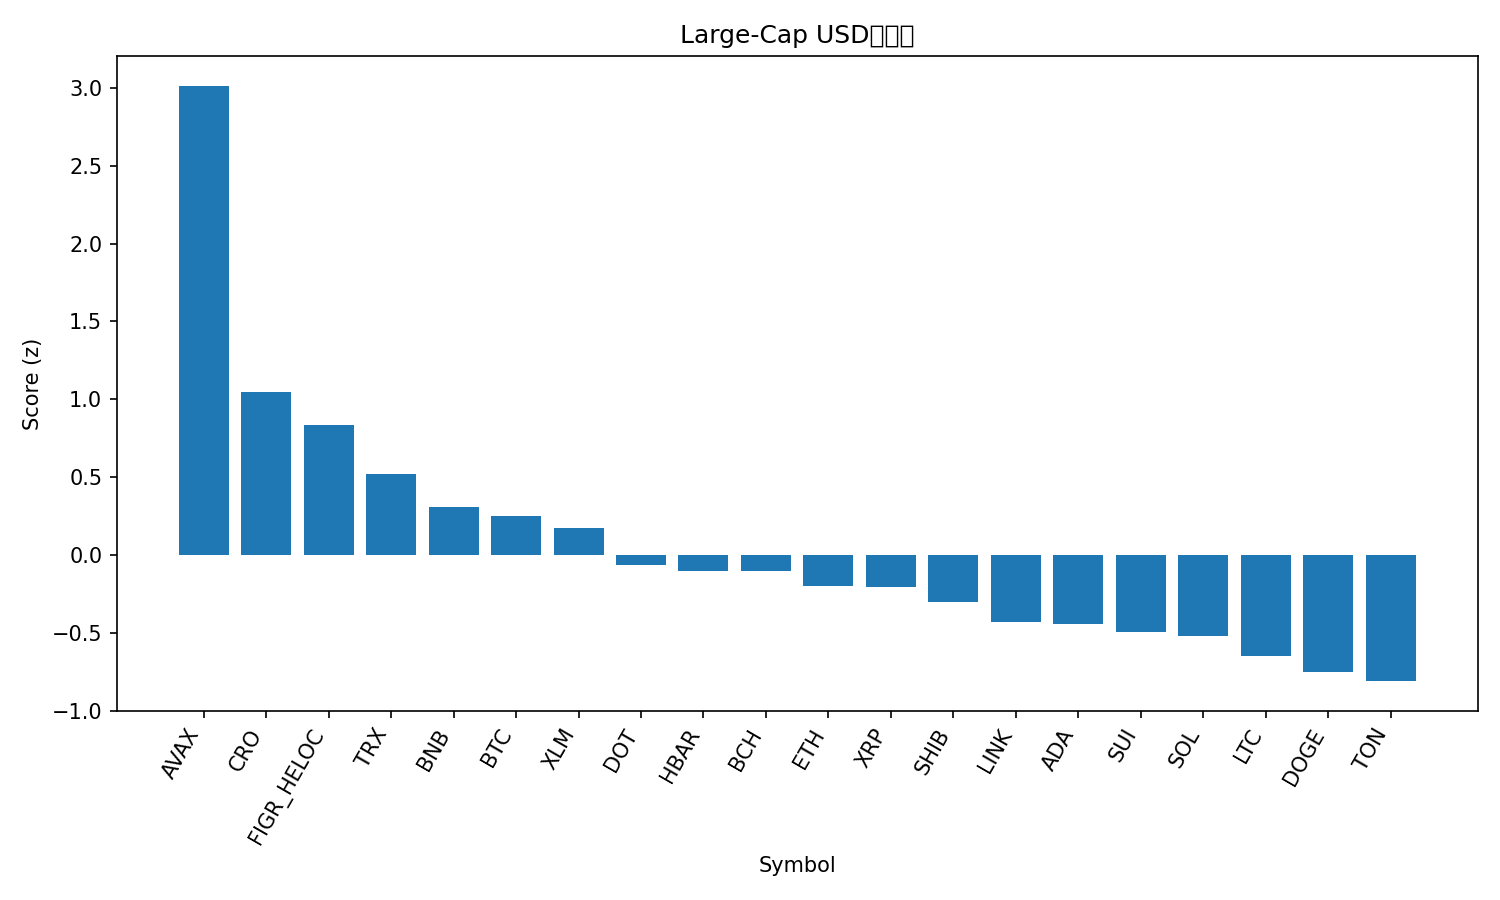 Large-Cap USD
Score (z)
3.0
2.5
2.0
1.5
1.0
0.5
0.0
−0.5
−1.0
AVAX
CRO
FIGR_HELOC
TRX
BNB
BTC
XLM
DOT
HBAR
BCH
ETH
XRP
SHIB
LINK
ADA
SUI
SOL
LTC
DOGE
TON
Symbol